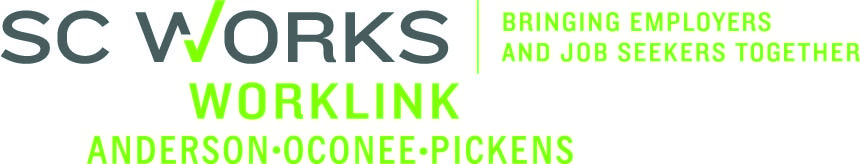 SC WORKS
BRINGING EMPLOYERS
AND JOB SEEKERS TOGETHER
WORKLINK
ANDERSON•OCONEE•PICKENS